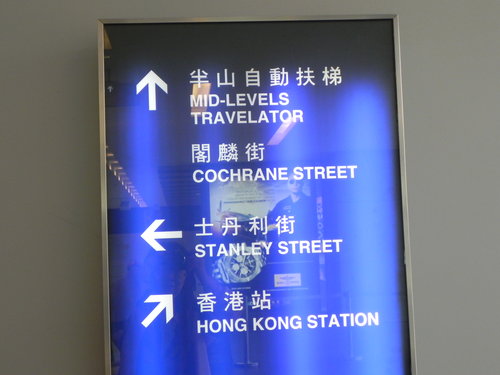 半山自動扶梯
MID-LEVELS
TRAVELATOR
閣麟街
COCHRANE STREET
士丹利街
STANLEY STREET
香港站
HONG KONG STATION